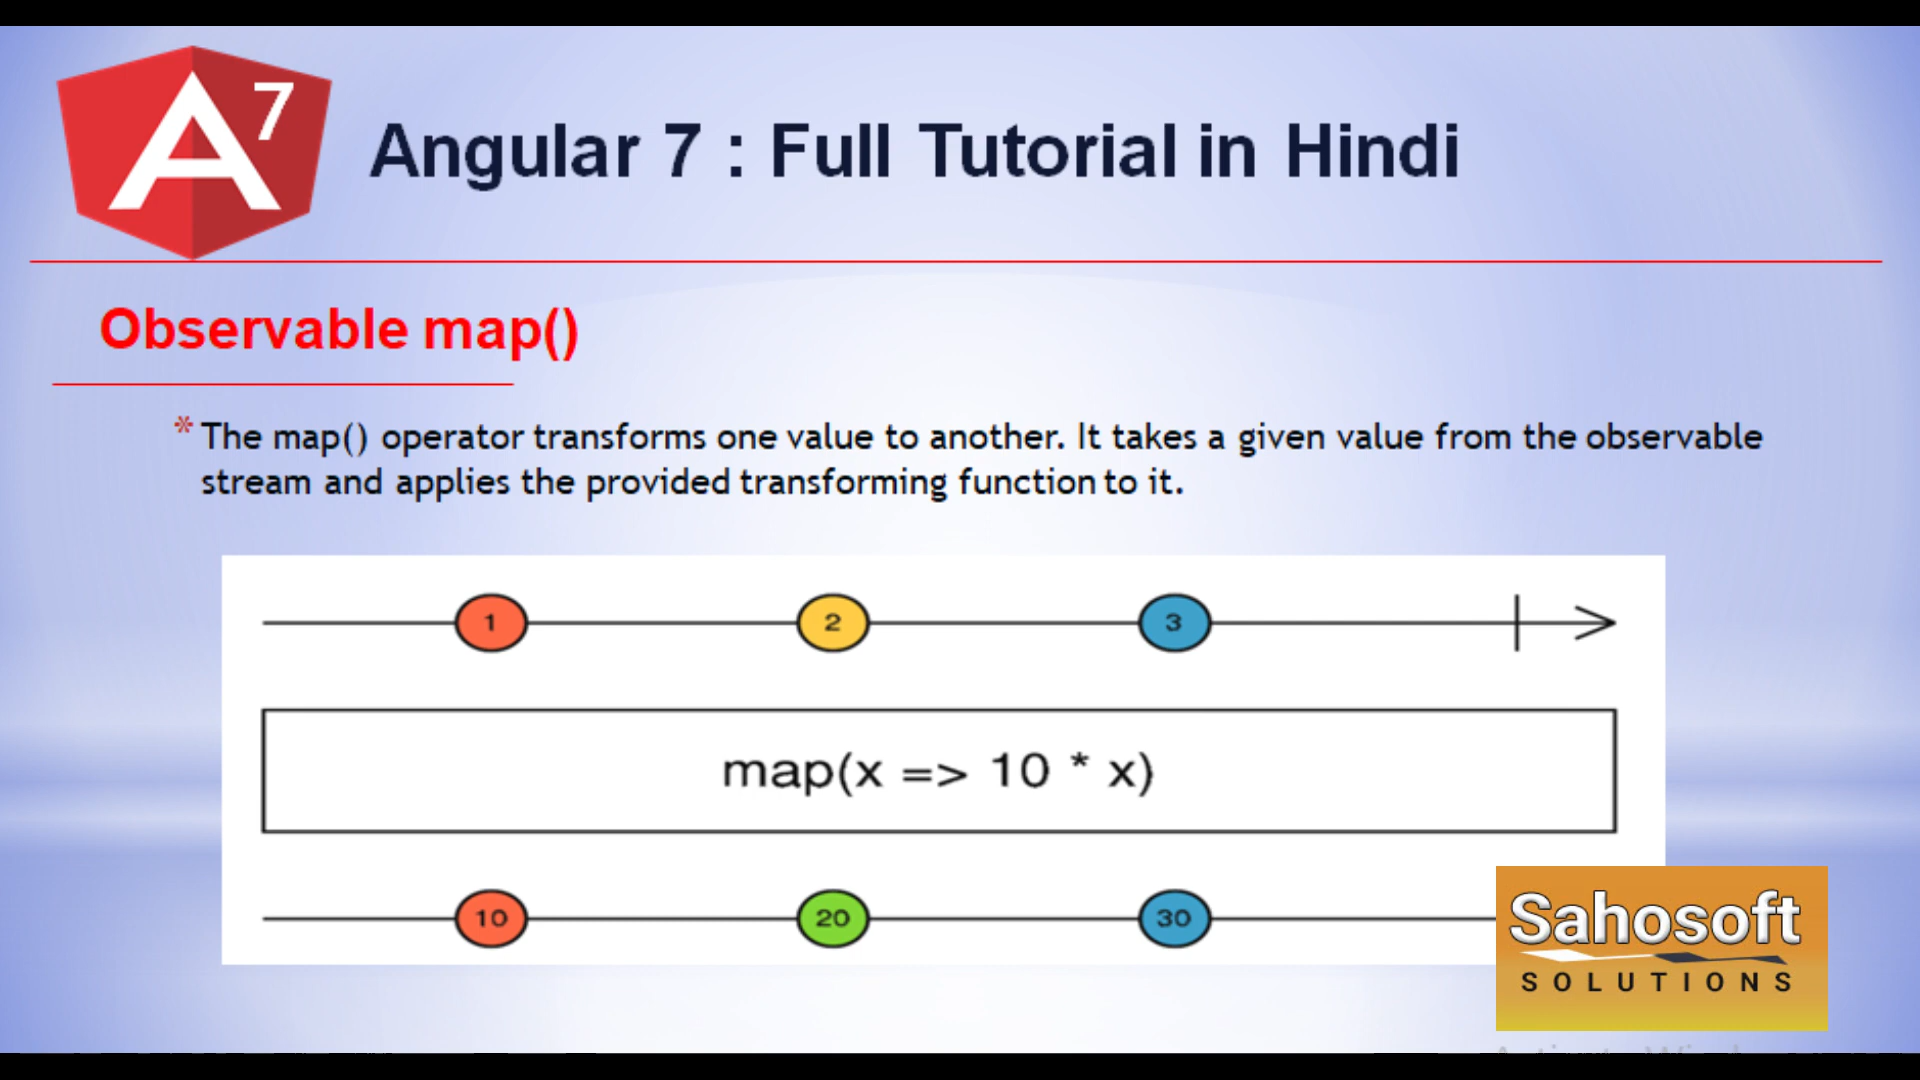 A 7
Angular 7 : Full Tutorial in Hindi
Observable map()
* The map() operator transforms one value to another. It takes a given value from the observable
stream and applies the provided transforming function to it.
1 2 3
map(x => 10 * x)
10 20 30
Sahosoft
SOLUTIONS